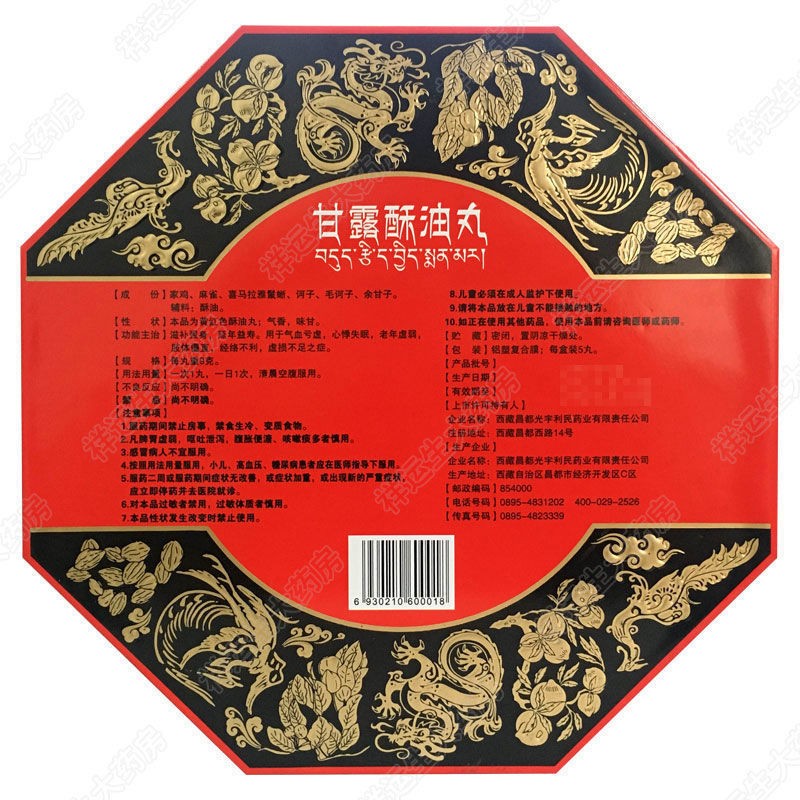 甘露酥油丸
བདུད་རྩི་བྱིད་སྨན་མར།
【成 份】 家鸡、麻雀、喜马拉雅紫蜥、诃子、毛诃子、余甘子。
辅料：酥油。
【性 状】 本品为黄红色酥油丸；气香，味甘。
【功能主治】 滋补强肾，延年益寿。用于气血亏虚，心悸失眠，老年虚弱，
肢体僵直，经络不利，虚损不足之症。
【规 格】 每丸重9克
【用法用量】 一次1丸，一日1次，清晨空腹服用。
【不良反应】 尚不明确。
【禁 忌】 尚不明确。
【注意事项】
1.服药期间禁止房事，禁食生冷、变质食物。
2.凡脾胃虚弱，呕吐泄泻，腹胀便溏、咳嗽痰多者慎用。
3.感冒病人不宜服用。
4.按照用法用量服用，小儿、高血压、糖尿病患者应在医师指导下服用。
5.服药二周或服药期间症状无改善，或症状加重，或出现新的严重症状，
应立即停药并去医院就诊。
6.对本品过敏者禁用，过敏体质者慎用。
7.本品性状发生改变时禁止使用。
8.儿童必须在成人监护下使用。
9.请将本品放在儿童不能接触的地方。
10.如正在使用其他药品，使用本品前请咨询医师或药师。
【贮 藏】 密闭，置阴凉干燥处。
【包 装】 铝塑复合膜；每盒装5丸。
【产品批号】
【生产日期】
【有效期至】
【上市许可持有人】
企业名称：西藏昌都光宇利民药业有限责任公司
注册地址：西藏昌都西路14号
【生产企业】
企业名称：西藏昌都光宇利民药业有限责任公司
生产地址：西藏自治区昌都市经济开发区C区
【邮政编码】 854000
【电话号码】 0895-4831202 400-029-2526
【传真号码】 0895-4823339
6 930210 600018
祥运生大药房